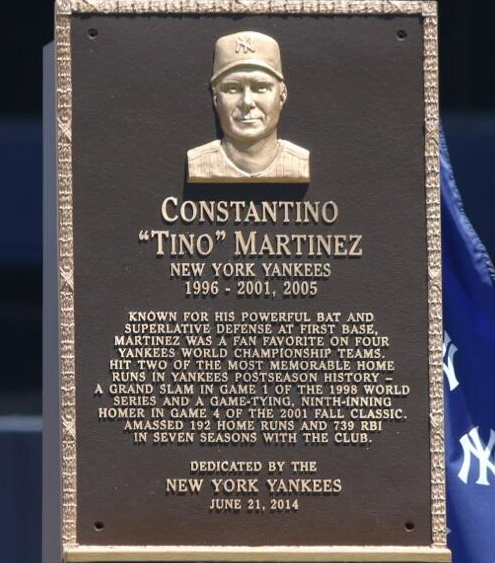 NY
CONSTANTINO
"TINO" MARTINEZ
NEW YORK YANKEES
1996 - 2001, 2005
KNOWN FOR HIS POWERFUL BAT AND
SUPERLATIVE DEFENSE AT FIRST BASE,
MARTINEZ WAS A FAN FAVORITE ON FOUR
YANKEES WORLD CHAMPIONSHIP TEAMS.
HIT TWO OF THE MOST MEMORABLE HOME
RUNS IN YANKEES POSTSEASON HISTORY –
A GRAND SLAM IN GAME 1 OF THE 1998 WORLD
SERIES AND A GAME-TYING, NINTH-INNING
HOMER IN GAME 4 OF THE 2001 FALL CLASSIC.
AMASSED 192 HOME RUNS AND 739 RBI
IN SEVEN SEASONS WITH THE CLUB.
DEDICATED BY THE
NEW YORK YANKEES
JUNE 21, 2014
NY